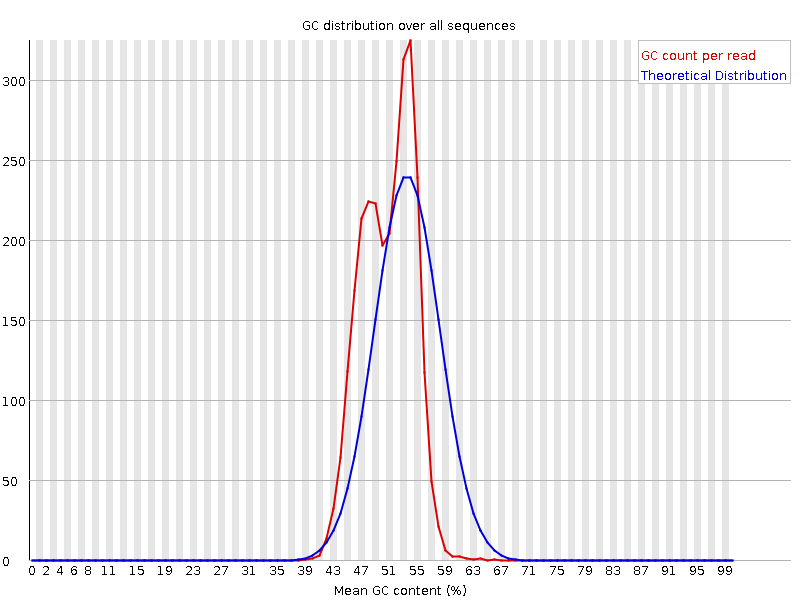 GC distribution over all sequences
GC count per read
Theoretical Distribution
300
250
200
150
100
50
0
0 2 4 6 8 11 15 19 23 27 31 35 39 43 47 51 55 59 63 67 71 75 79 83 87 91 95 99
Mean GC content (%)